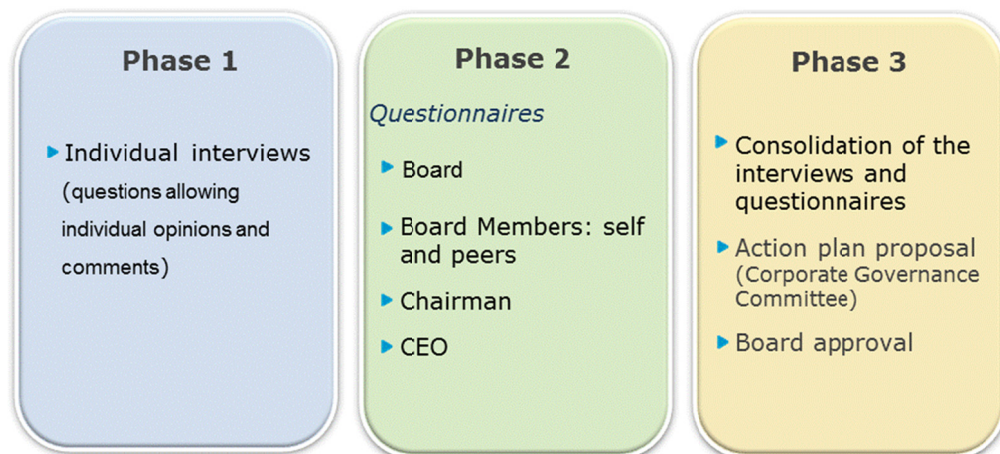 Phase 1
Individual interviews
(questions allowing
individual opinions and
comments)
Phase 2
Questionnaires
Board
Board Members: self
and peers
Chairman
CEO
Phase 3
Consolidation of the
interviews and
questionnaires
Action plan proposal
(Corporate Governance
Committee)
Board approval